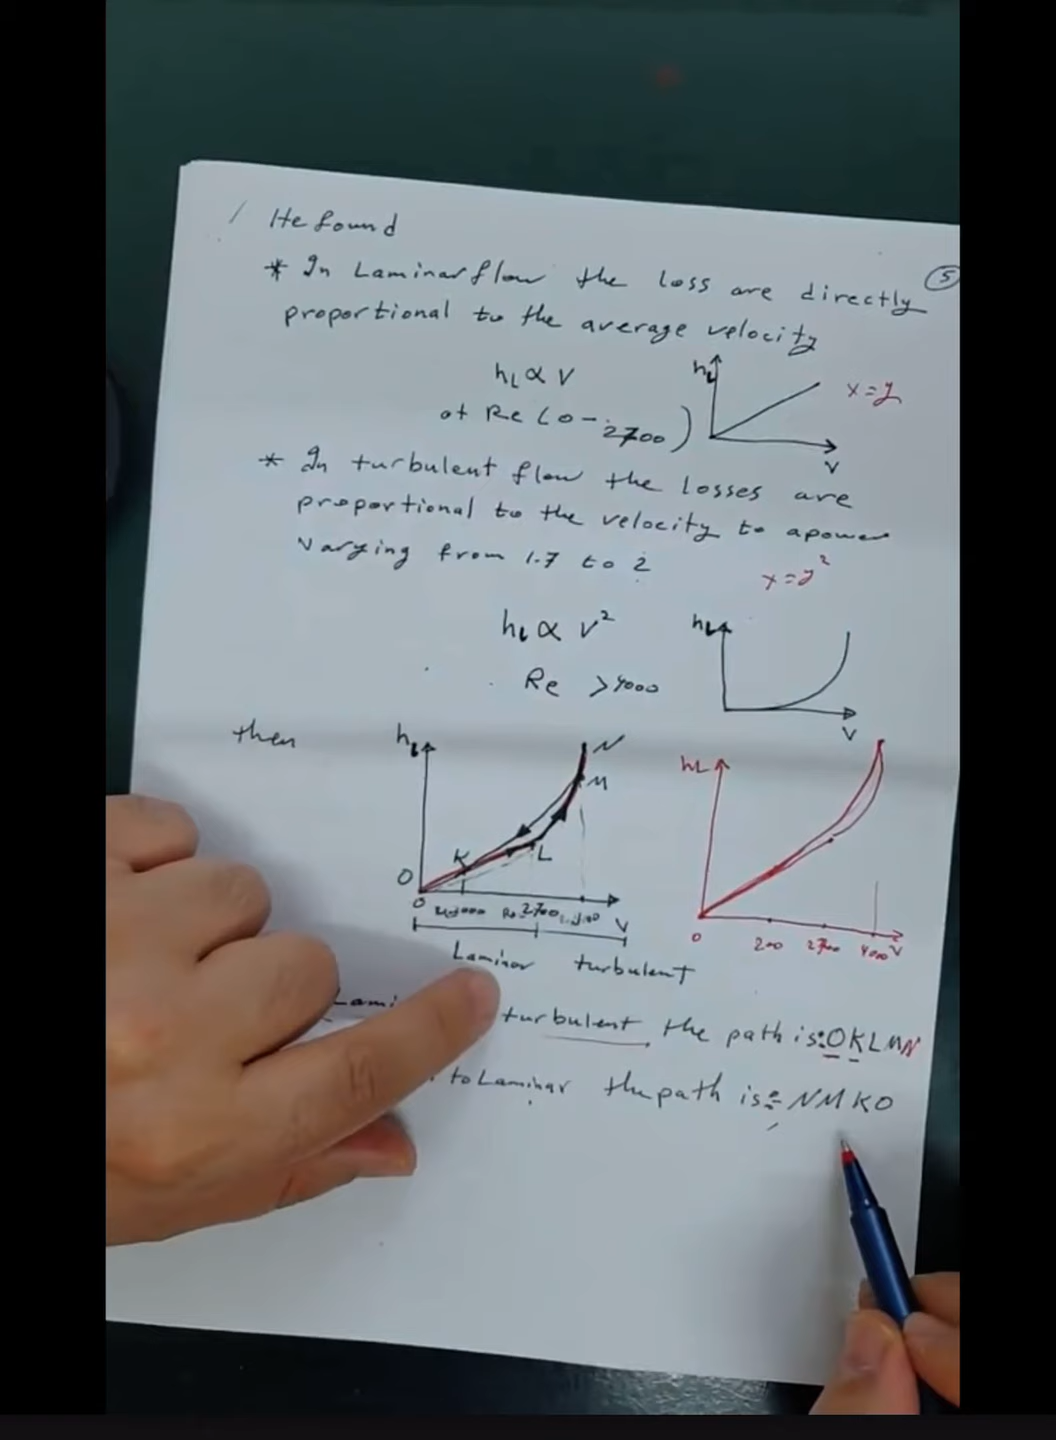 He found
5
* In Laminar flow the loss are directly
proportional to the average velocity
hL ∝ V
at Re (0 - 2700)
hL
V
x = y
* In turbulent flow the losses are
proportional to the velocity to a power
varying from 1.7 to 2
x = y²
hL ∝ V²
Re > 4000
hL
V
then
hL
N
M
L
K
O
0
Re 2700
V
Laminar turbulent
hL
0
200
2700
4000 V
turbulent the path is: OKLMN
to Laminar the path is:- NMKO